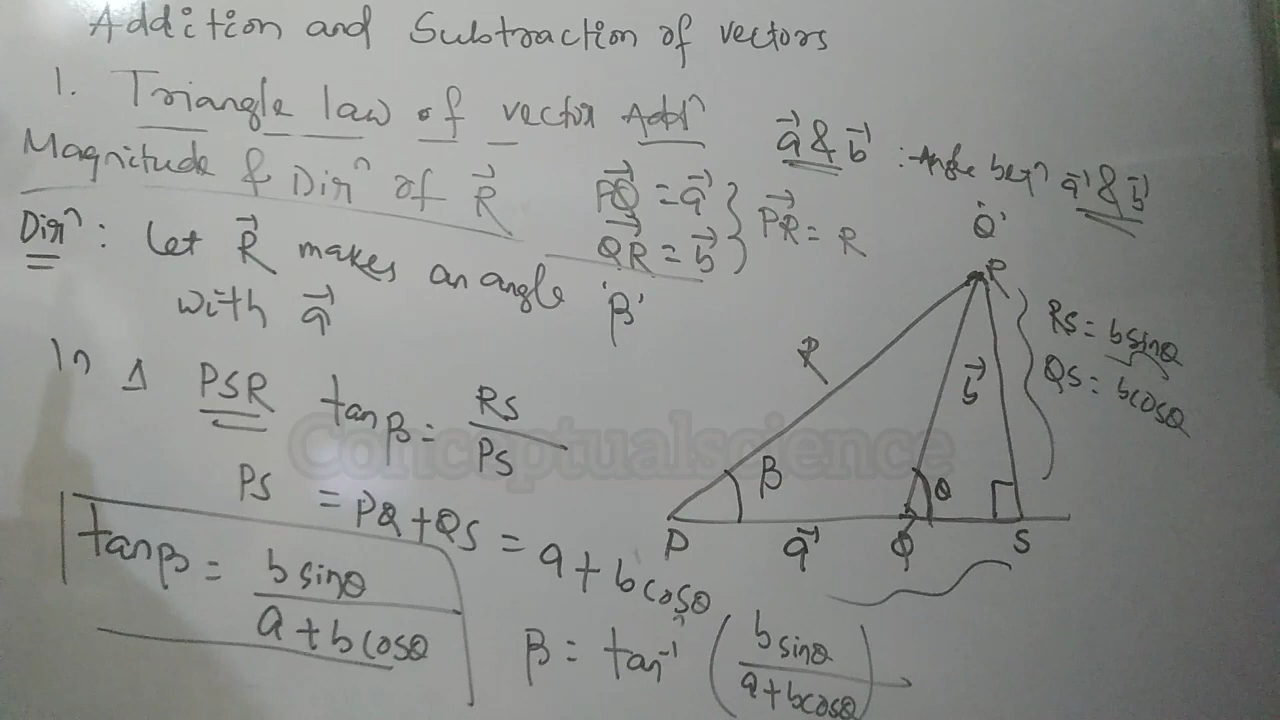 Addition and Subtraction of vectors
1. Triangle law of vector Addⁿ
Magnitude & Dirⁿ of R⃗
a⃗ & b⃗ : Angle betⁿ a⃗ & b⃗
'θ'
PQ⃗ = a⃗
QR⃗ = b⃗
} PR⃗ = R
Dirⁿ : Let R⃗ makes an angle 'β'
with a⃗
In Δ PSR tanβ = RS/PS
PS = PQ + QS = a + b cosθ
tanβ = b sinθ / a + b cosθ
β = tan⁻¹ ( b sinθ / a + b cosθ )
R
R
b⃗
RS = b sinθ
QS = b cosθ
β
θ
P
a⃗
Q
S
Conceptualscience